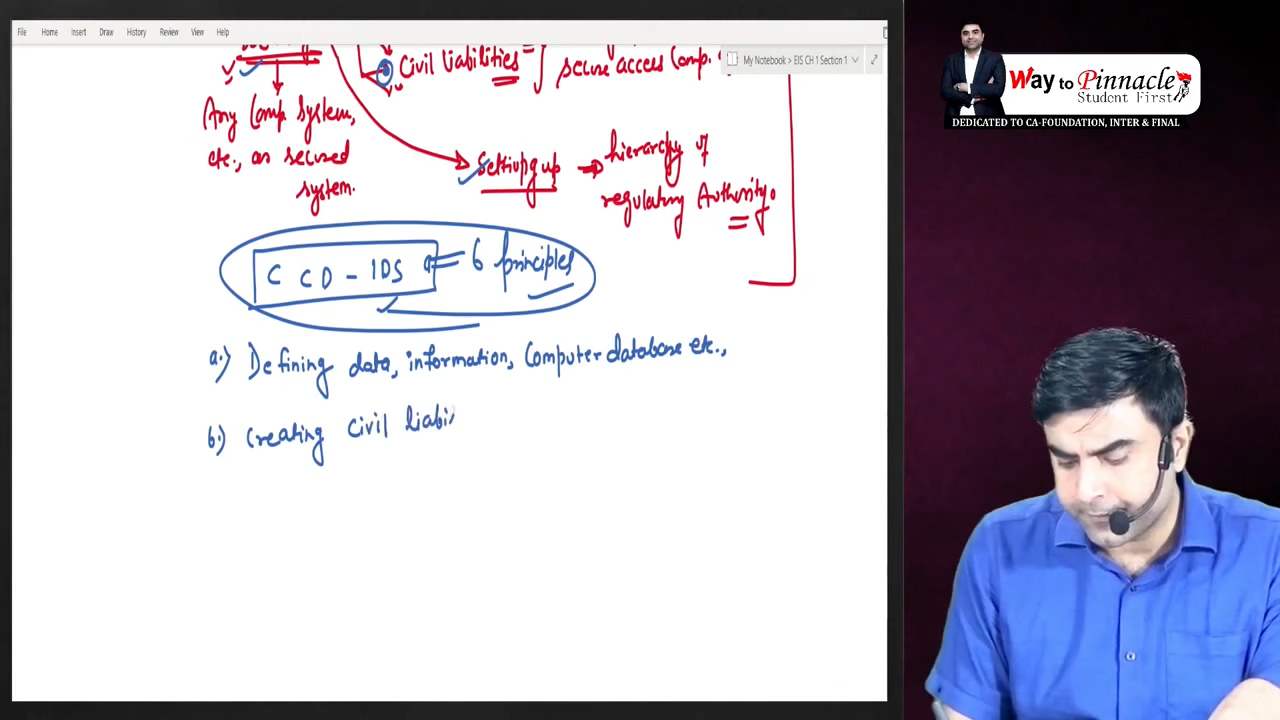 File Home Insert Draw History Review View Help
My Notebook > EIS CH 1 Section 1
Civil liabilities =
secure access Comp.
Any Comp. system,
etc., as secured
system.
Setting up ⇒ hierarchy of
regulating Authority.
C CD - IDS = 6 principles
a.) Defining data, information, Computer database etc.,
b.) Creating civil liabi
Way to Pinnacle
Student First
DEDICATED TO CA-FOUNDATION, INTER & FINAL